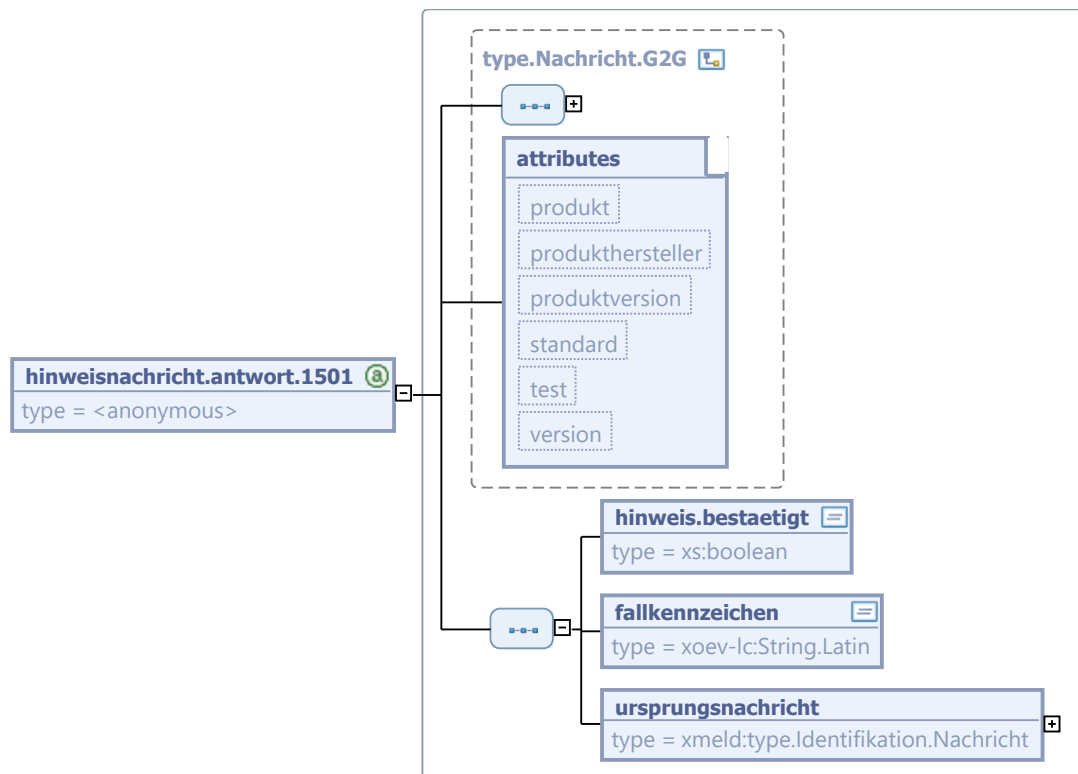 type.Nachricht.G2G
attributes
produkt
produkthersteller
produktversion
standard
test
version
hinweisnachricht.antwort.1501
type = <anonymous>
hinweis.bestaetigt
type = xs:boolean
fallkennzeichen
type = xoev-lc:String.Latin
ursprungsnachricht
type = xmeld:type.Identifikation.Nachricht